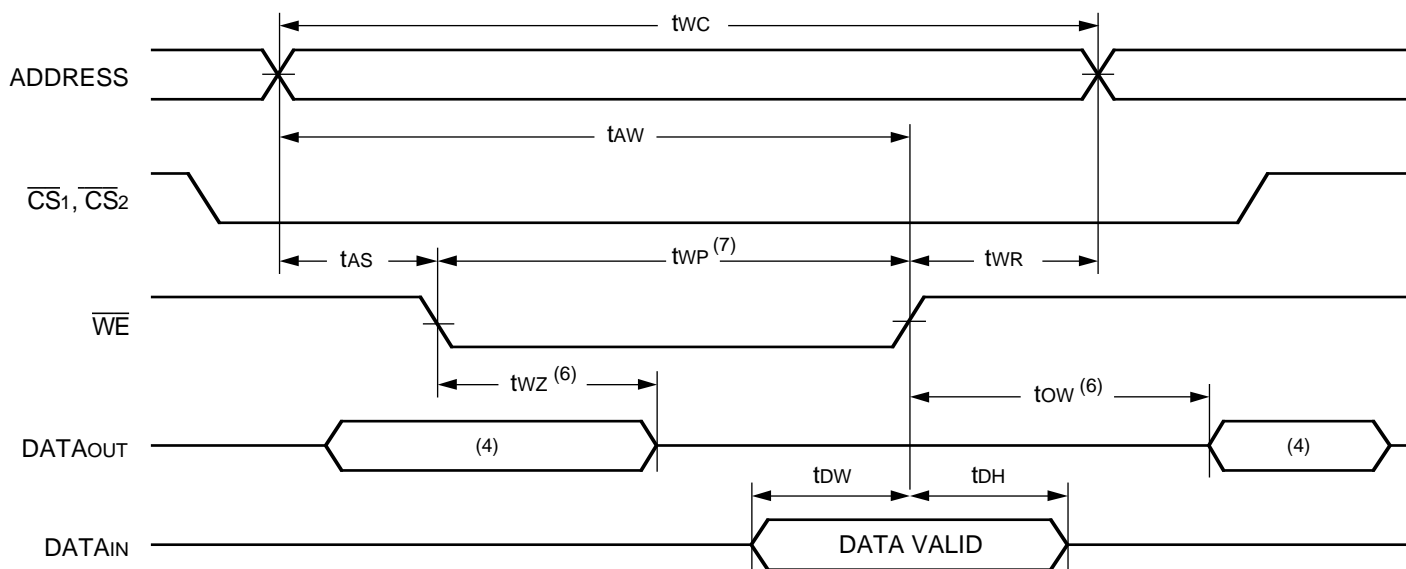 tWC
ADDRESS
tAW
CS1, CS2
tAS tWP (7) tWR
WE
tWZ (6) tOW (6)
DATAOUT (4) (4)
tDW tDH
DATAIN DATA VALID